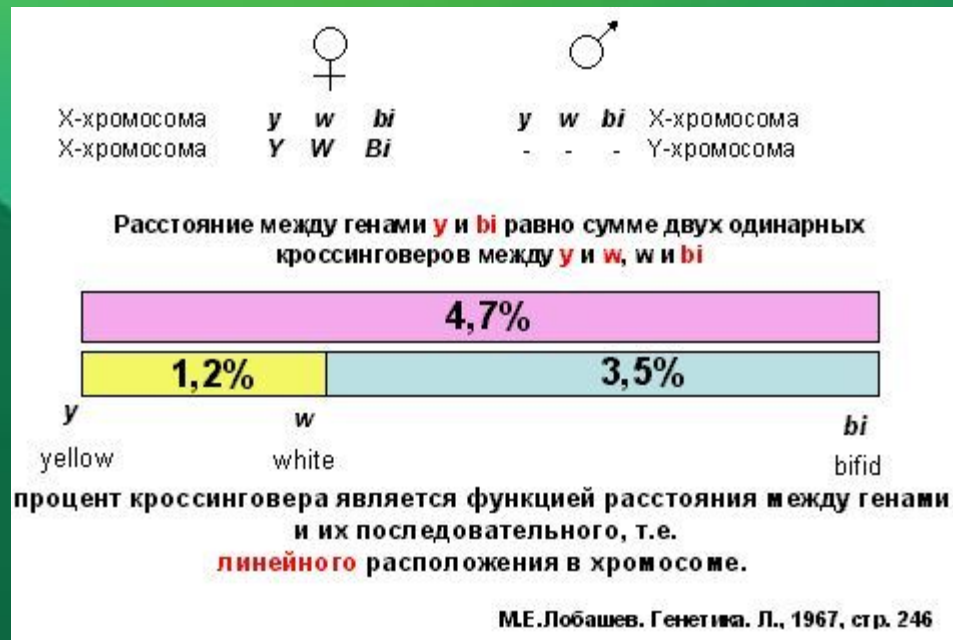 Х-хромосома y w bi y w bi Х-хромосома
Х-хромосома Y W Bi - - - Y-хромосома
Расстояние между генами y и bi равно сумме двух одинарных
кроссинговеров между y и w, w и bi
4,7%
1,2% 3,5%
y w bi
yellow white bifid
процент кроссинговера является функцией расстояния между генами
и их последовательного, т.е.
линейного расположения в хромосоме.
М.Е.Лобашев. Генетика. Л., 1967, стр. 246